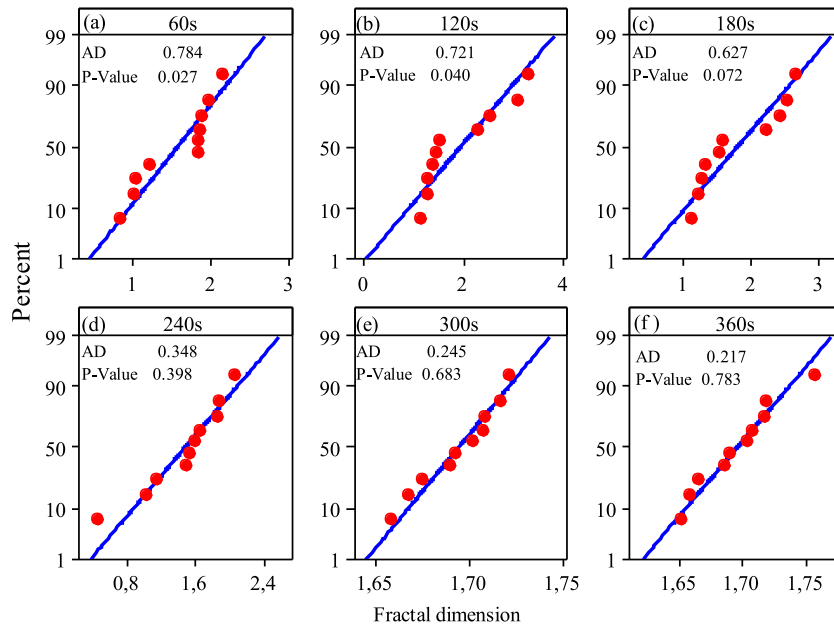 (a) 60s
AD 0.784
P-Value 0.027
(b) 120s
AD 0.721
P-Value 0.040
(c) 180s
AD 0.627
P-Value 0.072
99
90
50
10
1
1 2 3
99
90
50
10
1
0 2 4
99
90
50
10
1
1 2 3
Percent
(d) 240s
AD 0.348
P-Value 0.398
(e) 300s
AD 0.245
P-Value 0.683
(f) 360s
AD 0.217
P-Value 0.783
99
90
50
10
1
0,8 1,6 2,4
99
90
50
10
1
1,65 1,70 1,75
99
90
50
10
1
1,65 1,70 1,75
Fractal dimension